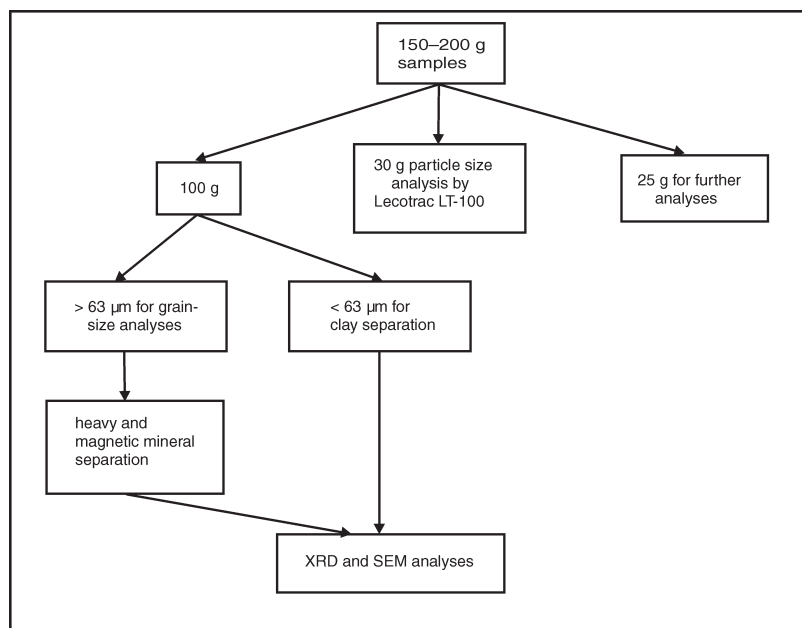 150–200 g
samples
100 g
30 g particle size
analysis by
Lecotrac LT-100
25 g for further
analyses
> 63 µm for grain-
size analyses
< 63 µm for
clay separation
heavy and
magnetic mineral
separation
XRD and SEM analyses